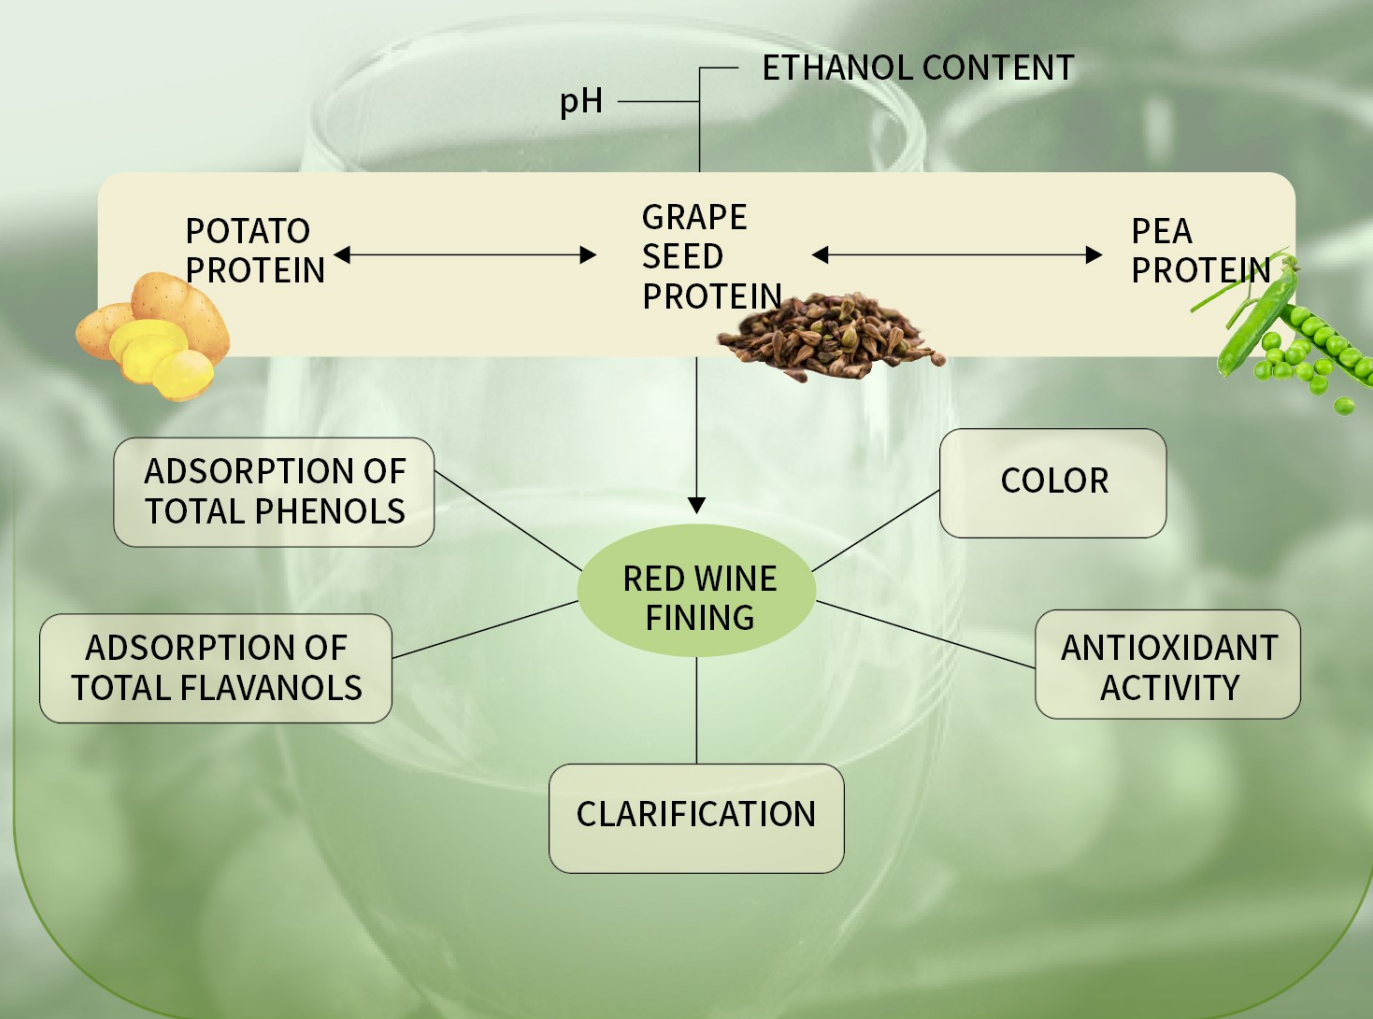 ETHANOL CONTENT
pH
POTATO
PROTEIN
GRAPE
SEED
PROTEIN
PEA
PROTEIN
ADSORPTION OF
TOTAL PHENOLS
COLOR
RED WINE
FINING
ADSORPTION OF
TOTAL FLAVANOLS
ANTIOXIDANT
ACTIVITY
CLARIFICATION